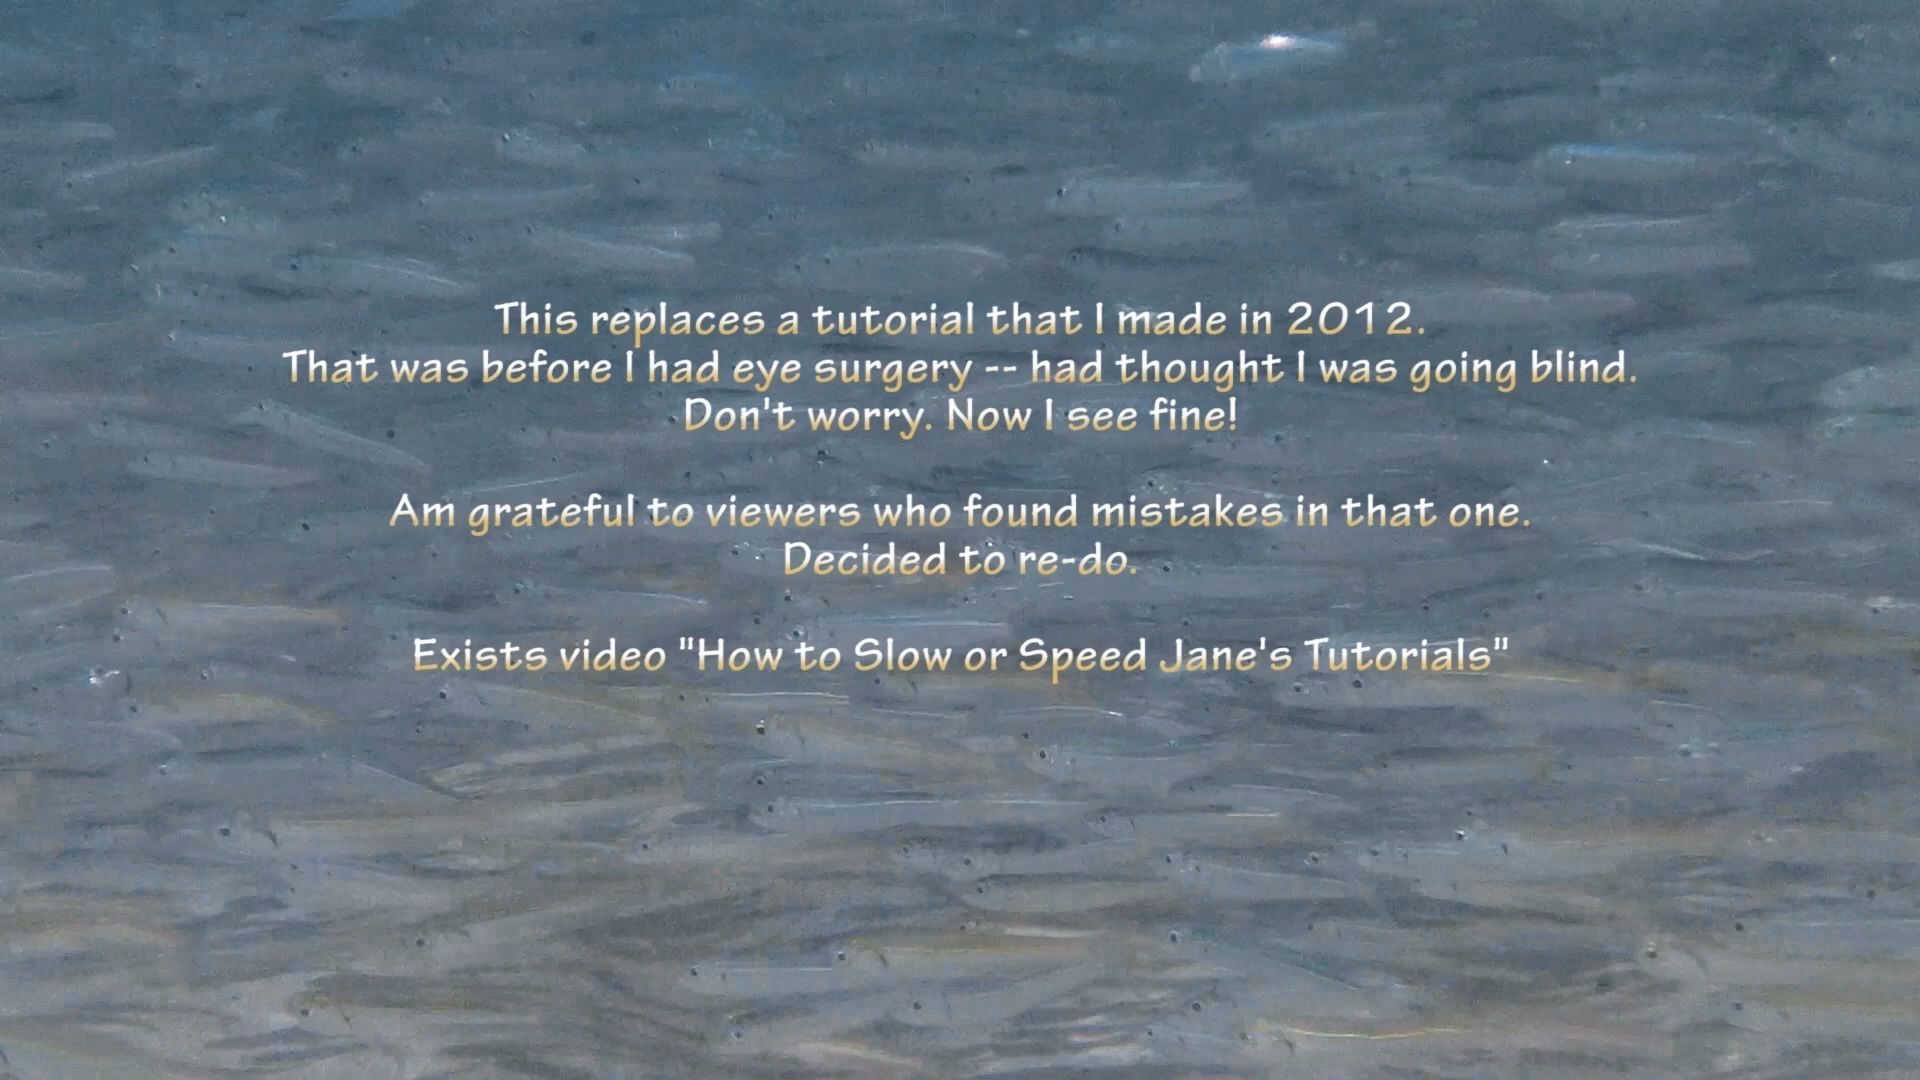 This replaces a tutorial that I made in 2012.
That was before I had eye surgery -- had thought I was going blind.
Don't worry. Now I see fine!
Am grateful to viewers who found mistakes in that one.
Decided to re-do.
Exists video "How to Slow or Speed Jane's Tutorials"